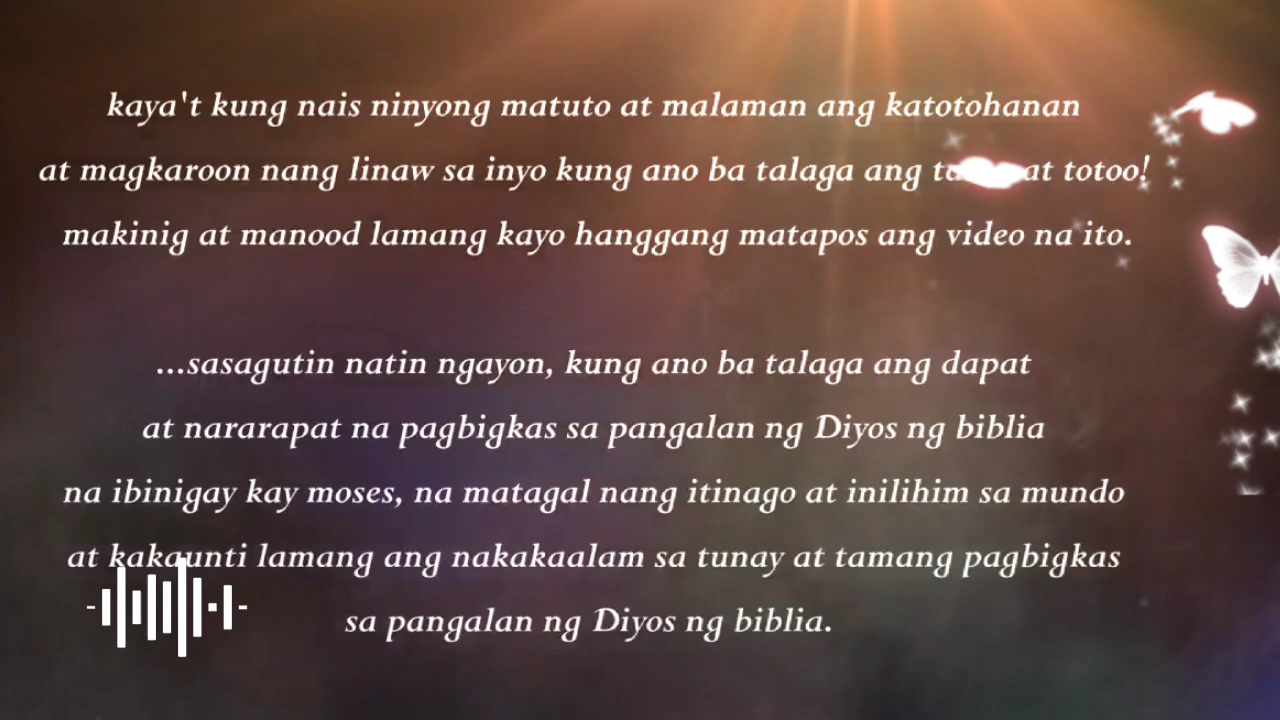 kaya't kung nais ninyong matuto at malaman ang katotohanan
at magkaroon nang linaw sa inyo kung ano ba talaga ang at totoo!
makinig at manood lamang kayo hanggang matapos ang video na ito.
...sasagutin natin ngayon, kung ano ba talaga ang dapat
at nararapat na pagbigkas sa pangalan ng Diyos ng biblia
na ibinigay kay moses, na matagal nang itinago at inilihim sa mundo
at kakaunti lamang ang nakakaalam sa tunay at tamang pagbigkas
sa pangalan ng Diyos ng biblia.